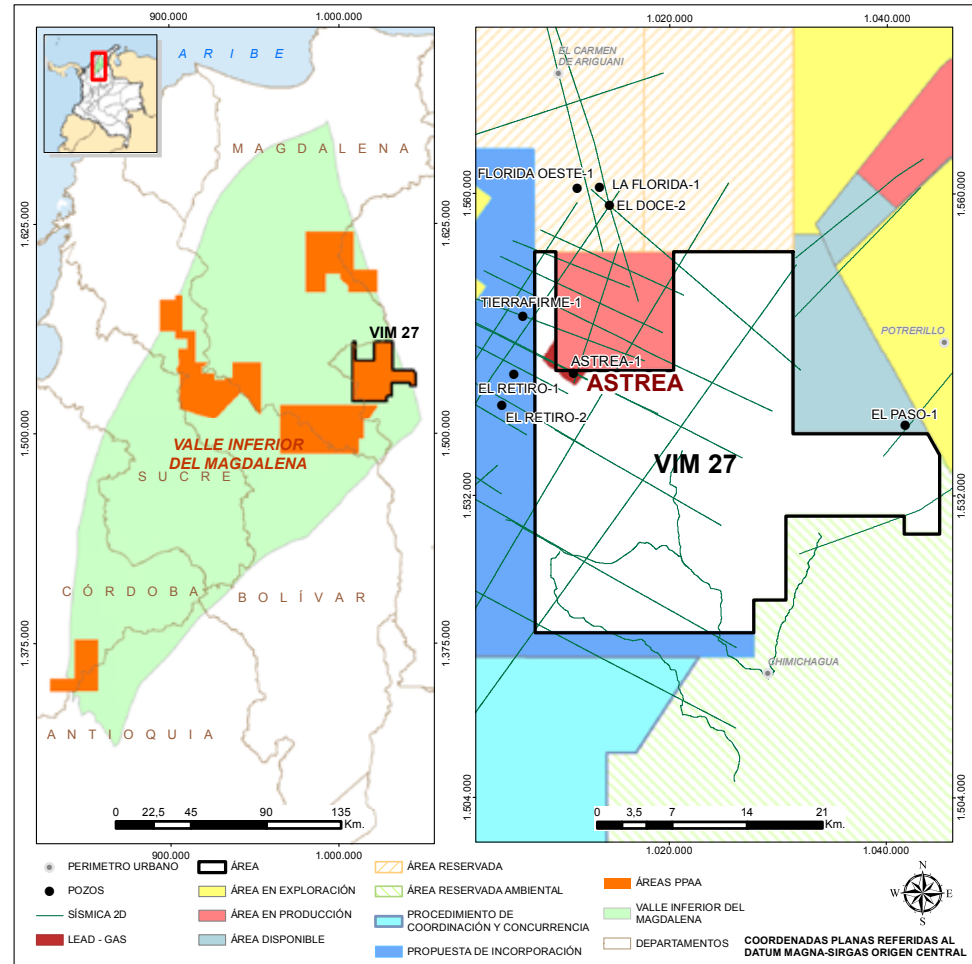 900.000
1.000.000
A R I B E
M A G D A L E N A
1.625.000
1.625.000
VIM 27
1.500.000
1.500.000
VALLE INFERIOR
DEL MAGDALENA
S U C R E
C Ó R D O B A
B O L Í V A R
1.375.000
1.375.000
A N T I O Q U I A
0
22,5
45
90
135
Km.
900.000
1.000.000
1.020.000
1.040.000
EL CARMEN
DE ARIGUANI
FLORIDA OESTE-1
LA FLORIDA-1
EL DOCE-2
1.560.000
1.560.000
TIERRAFIRME-1
POTRERILLO
ASTREA-1
ASTREA
EL RETIRO-1
EL RETIRO-2
EL PASO-1
VIM 27
1.532.000
1.532.000
CHIMICHAGUA
1.504.000
1.504.000
0
3,5
7
14
21
Km.
1.020.000
1.040.000
PERIMETRO URBANO
POZOS
SÍSMICA 2D
LEAD - GAS
ÁREA
ÁREA EN EXPLORACIÓN
ÁREA EN PRODUCCIÓN
ÁREA DISPONIBLE
ÁREA RESERVADA
ÁREA RESERVADA AMBIENTAL
PROCEDIMIENTO DE
COORDINACIÓN Y CONCURRENCIA
PROPUESTA DE INCORPORACIÓN
ÁREAS PPAA
VALLE INFERIOR DEL
MAGDALENA
DEPARTAMENTOS
N
W
E
S
COORDENADAS PLANAS REFERIDAS AL
DATUM MAGNA-SIRGAS ORIGEN CENTRAL